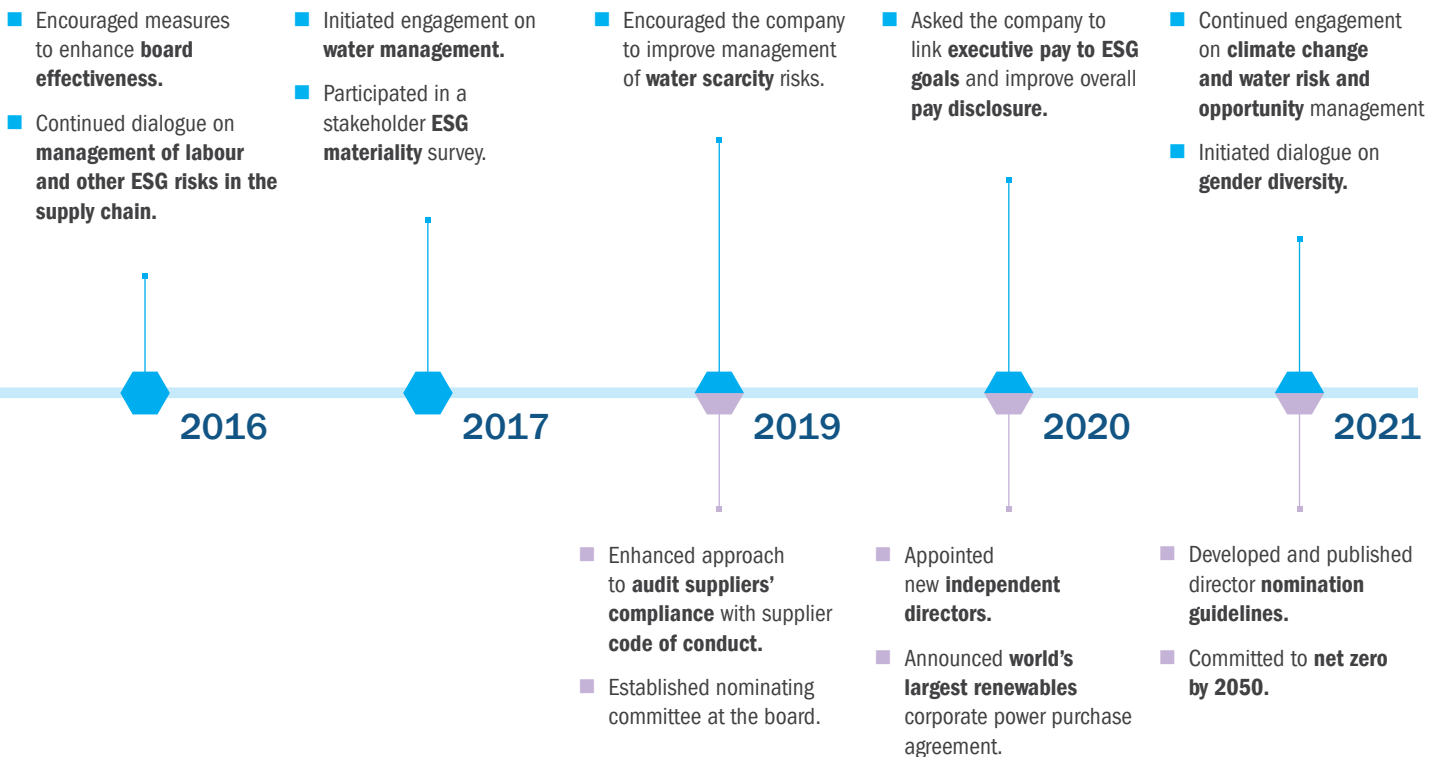 Encouraged measures
to enhance board
effectiveness.
Continued dialogue on
management of labour
and other ESG risks in the
supply chain.
Initiated engagement on
water management.
Participated in a
stakeholder ESG
materiality survey.
Encouraged the company
to improve management
of water scarcity risks.
Asked the company to
link executive pay to ESG
goals and improve overall
pay disclosure.
Continued engagement
on climate change
and water risk and
opportunity management
Initiated dialogue on
gender diversity.
2016
2017
2019
2020
2021
Enhanced approach
to audit suppliers’
compliance with supplier
code of conduct.
Established nominating
committee at the board.
Appointed
new independent
directors.
Announced world’s
largest renewables
corporate power purchase
agreement.
Developed and published
director nomination
guidelines.
Committed to net zero
by 2050.